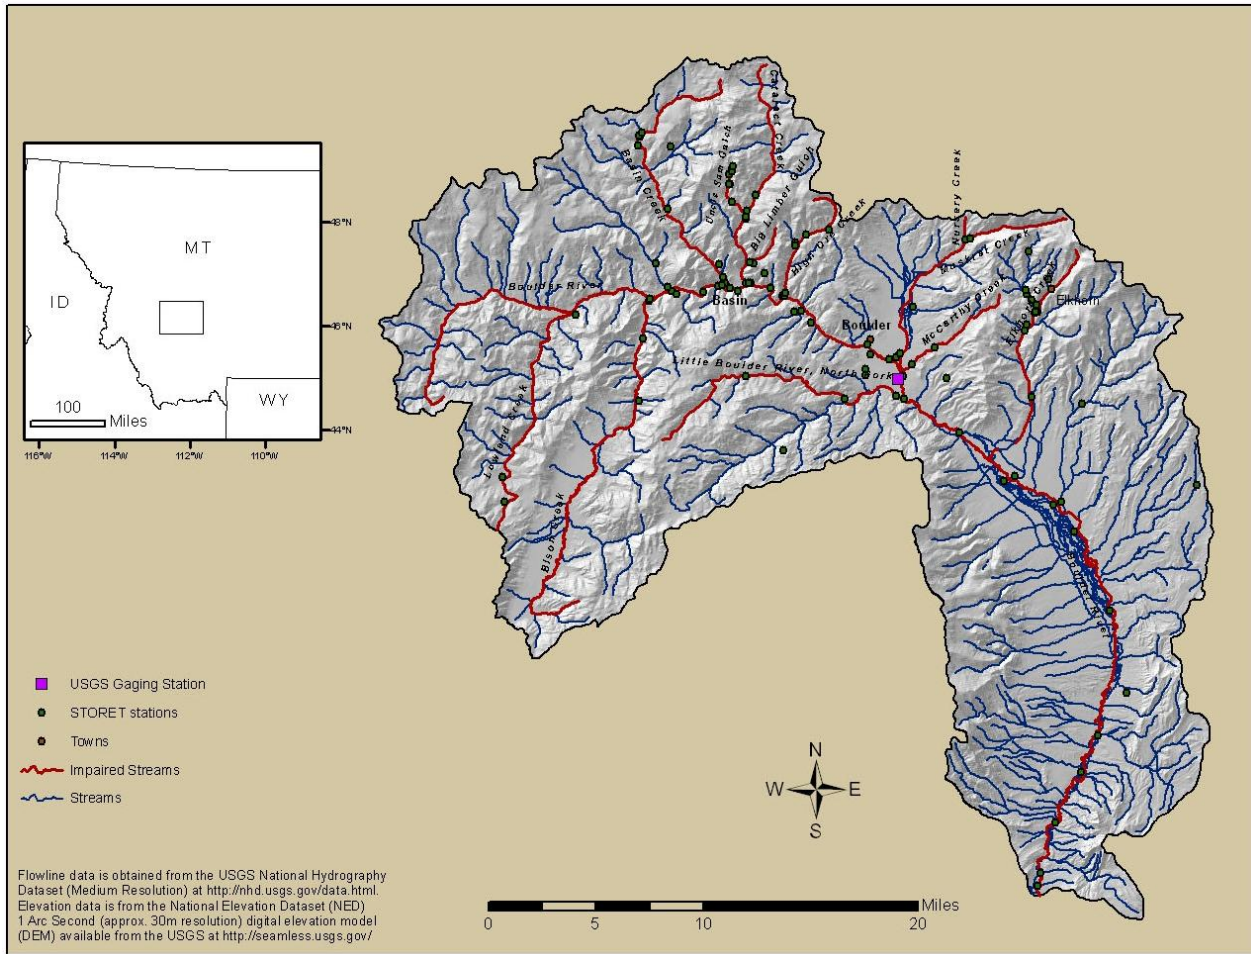 Cataract Creek
Uncle Sam Gulch
Basin Creek
Big Limber Gulch
High Ore Creek
Nursery Creek
Muskrat Creek
McCarthy Creek
Elkhorn Creek
Elkhorn
Boulder River
Basin
Boulder
Little Boulder River, North Fork
Lowland Creek
Bison Creek
Boulder River
MT
ID
WY
48°N
46°N
44°N
116°W
114°W
112°W
110°W
100
Miles
USGS Gaging Station
STORET stations
Towns
Impaired Streams
Streams
N
W
E
S
Miles
0
5
10
20
Flowline data is obtained from the USGS National Hydrography
Dataset (Medium Resolution) at http://nhd.usgs.gov/data.html.
Elevation data is from the National Elevation Dataset (NED)
1 Arc Second (approx. 30m resolution) digital elevation model
(DEM) available from the USGS at http://seamless.usgs.gov/